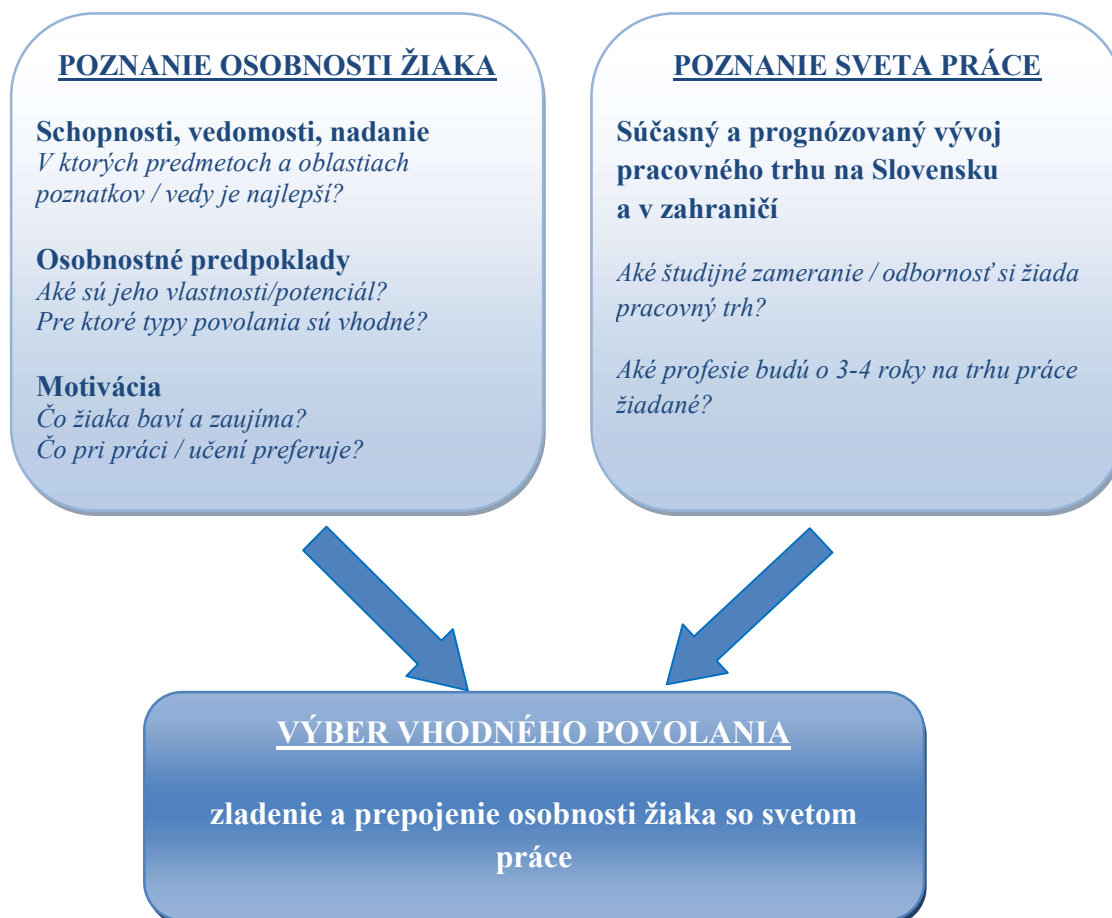 POZNANIE OSOBNOSTI ŽIAKA
Schopnosti, vedomosti, nadanie
V ktorých predmetoch a oblastiach
poznatkov / vedy je najlepší?
Osobnostné predpoklady
Aké sú jeho vlastnosti/potenciál?
Pre ktoré typy povolania sú vhodné?
Motivácia
Čo žiaka baví a zaujíma?
Čo pri práci / učení preferuje?
POZNANIE SVETA PRÁCE
Súčasný a prognózovaný vývoj
pracovného trhu na Slovensku
a v zahraničí
Aké študijné zameranie / odbornosť si žiada
pracovný trh?
Aké profesie budú o 3-4 roky na trhu práce
žiadané?
VÝBER VHODNÉHO POVOLANIA
zladenie a prepojenie osobnosti žiaka so svetom
práce